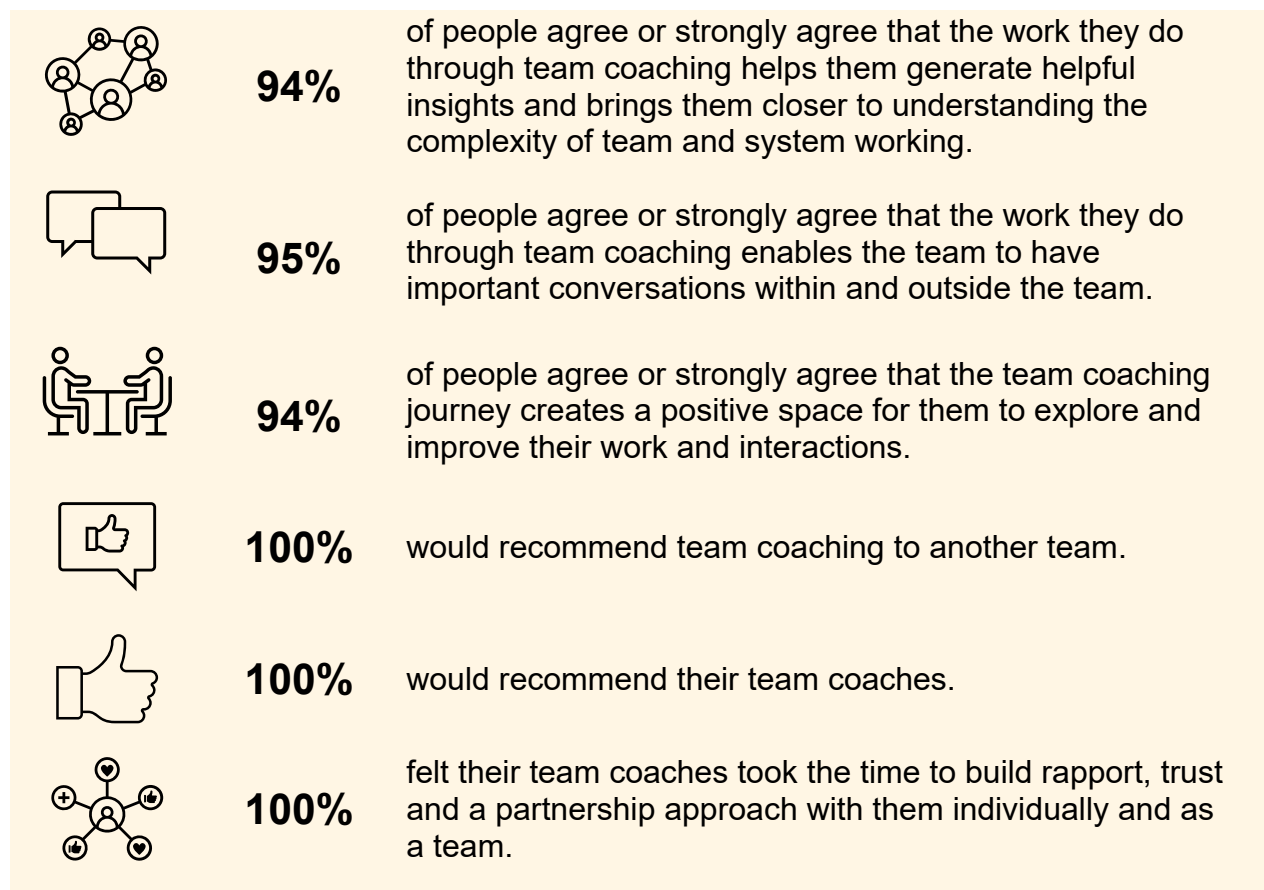 of people agree or strongly agree that the work they do
through team coaching helps them generate helpful
94%
insights and brings them closer to understanding the
complexity of team and system working.
of people agree or strongly agree that the work they do
95%
through team coaching enables the team to have
important conversations within and outside the team.
of people agree or strongly agree that the team coaching
94%
journey creates a positive space for them to explore and
improve their work and interactions.
100%
would recommend team coaching to another team.
100%
would recommend their team coaches.
felt their team coaches took the time to build rapport, trust
100%
and a partnership approach with them individually and as
a team.